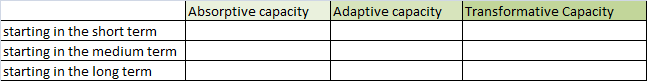 Absorptive capacity Adaptive capacity Transformative Capacity
starting in the short term
starting in the medium term
starting in the long term